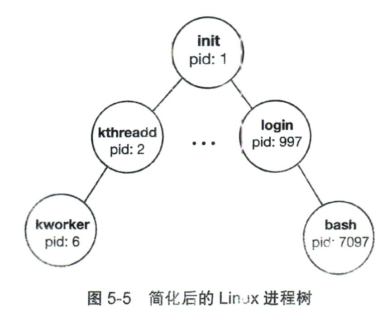 init
pid: 1
kthreadd
pid: 2
...
login
pid: 997
kworker
pid: 6
bash
pid: 7097
图 5-5 简化后的 Linux 进程树